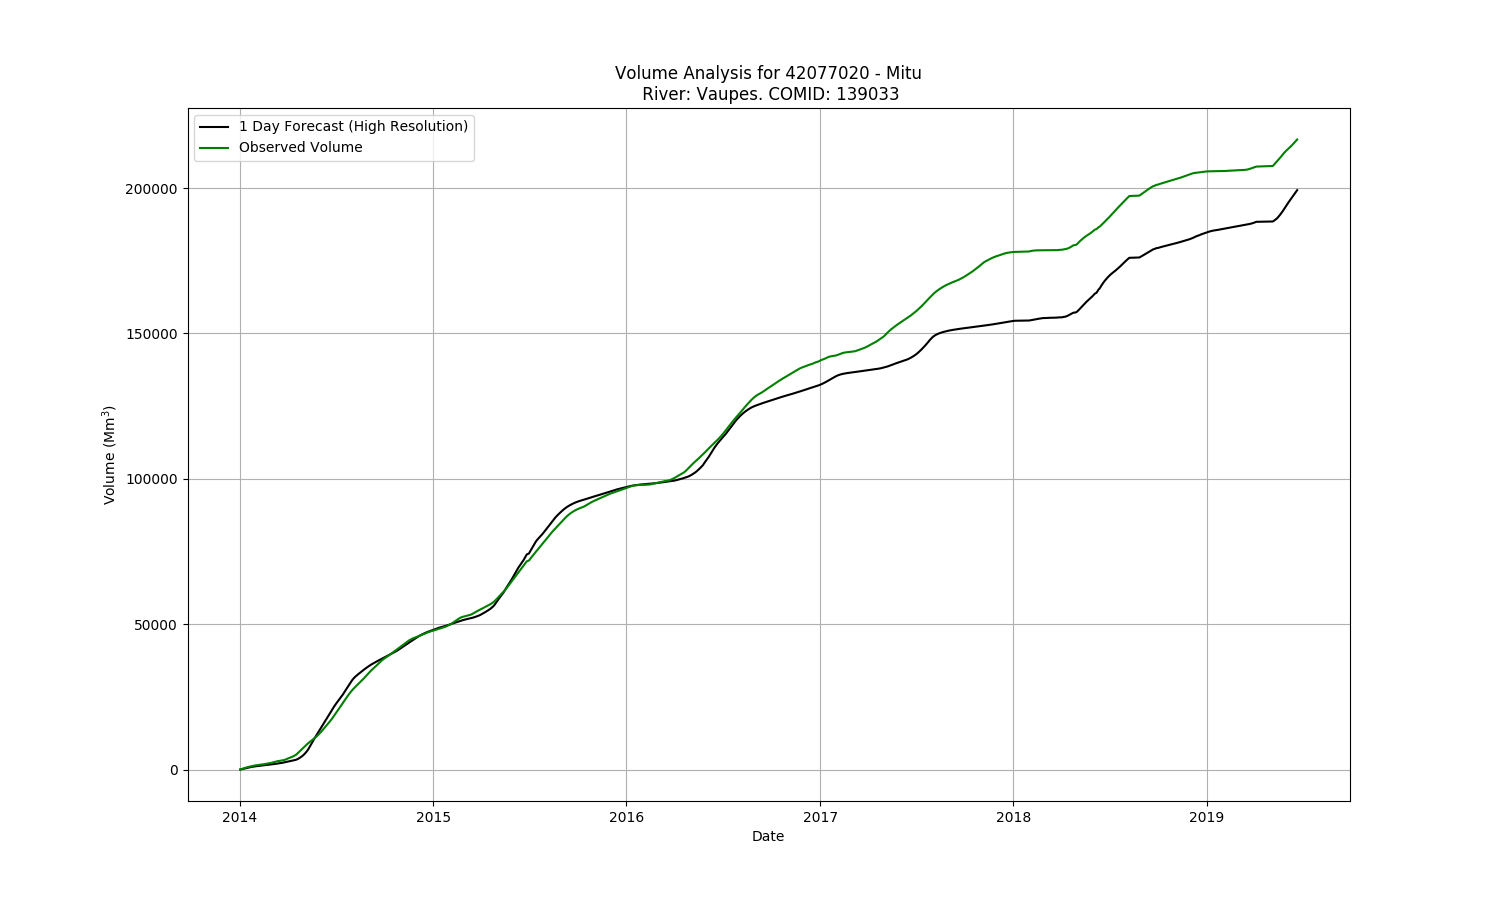 Volume Analysis for 42077020 - Mitu
River: Vaupes. COMID: 139033
1 Day Forecast (High Resolution)
Observed Volume
200000
150000
100000
50000
0
Volume (Mm³)
2014 2015 2016 2017 2018 2019
Date